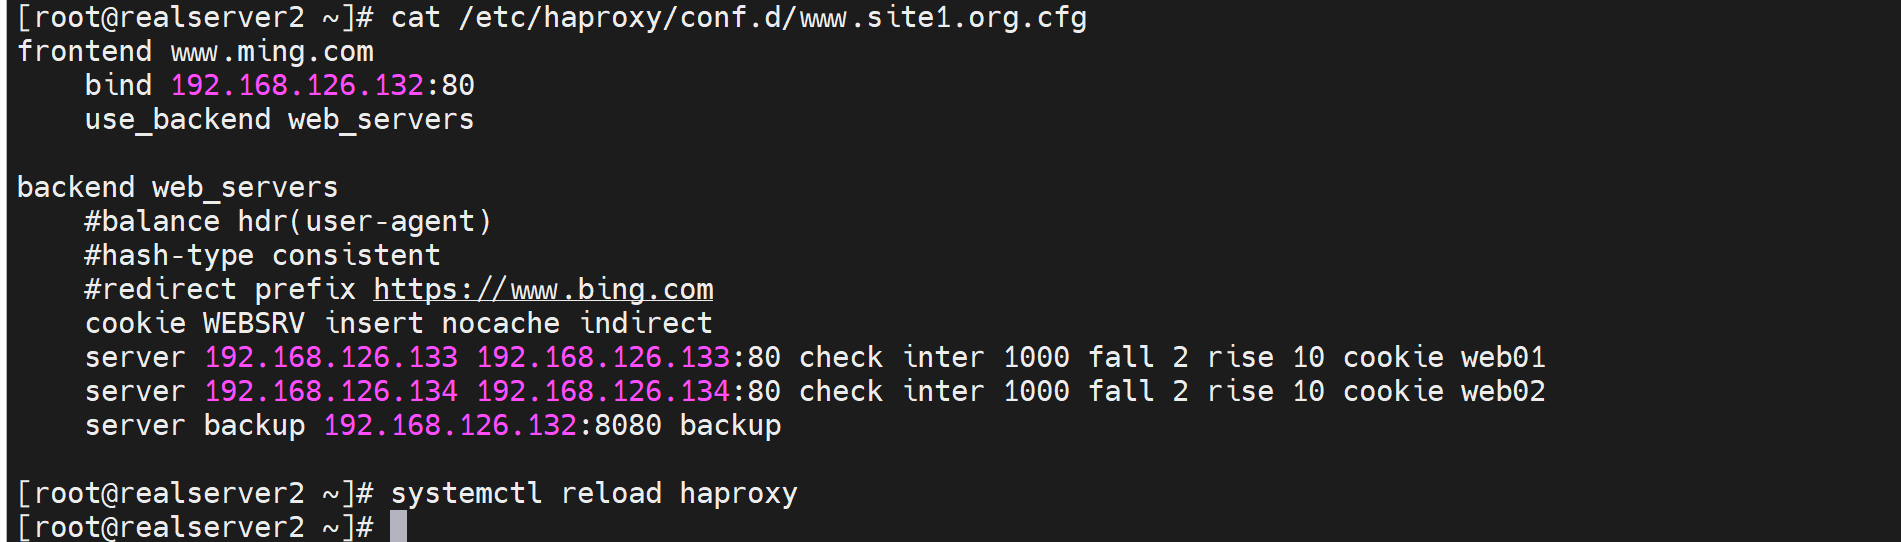 [root@realserver2 ~]# cat /etc/haproxy/conf.d/www.site1.org.cfg
frontend www.ming.com
    bind 192.168.126.132:80
    use_backend web_servers

backend web_servers
    #balance hdr(user-agent)
    #hash-type consistent
    #redirect prefix https://www.bing.com
    cookie WEBSRV insert nocache indirect
    server 192.168.126.133 192.168.126.133:80 check inter 1000 fall 2 rise 10 cookie web01
    server 192.168.126.134 192.168.126.134:80 check inter 1000 fall 2 rise 10 cookie web02
    server backup 192.168.126.132:8080 backup

[root@realserver2 ~]# systemctl reload haproxy
[root@realserver2 ~]#